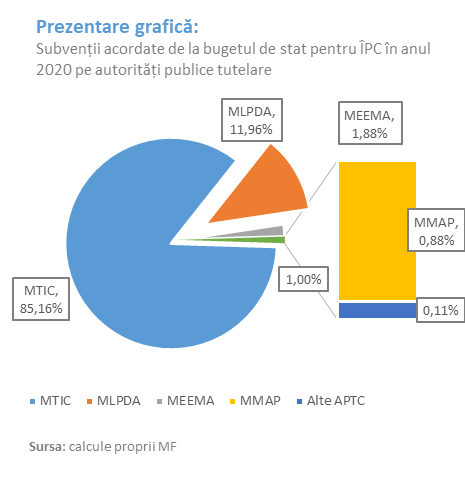 Prezentare grafică:
Subvenții acordate de la bugetul de stat pentru ÎPC în anul
2020 pe autorități publice tutelare
MLPDA,
11,96%
MEEMA,
1,88%
MMAP,
0,88%
1,00%
MTIC,
85,16%
0,11%
MTIC MLPDA MEEMA MMAP Alte APTC
Sursa: calcule proprii MF